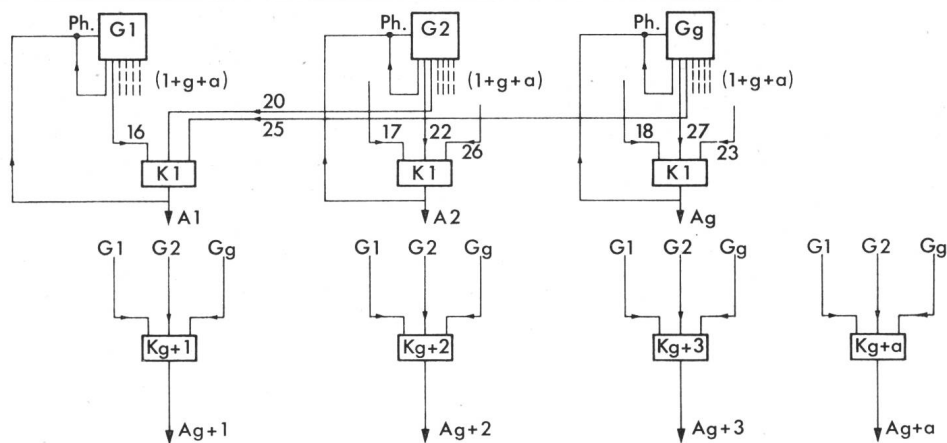 Ph. G1 Ph. G2 Ph. Gg
(1+g+a) (1+g+a) (1+g+a)
20
25
16 17 22 18 27
26 23
K1 K1 K1
A1 A2 Ag
G1 G2 Gg G1 G2 Gg G1 G2 Gg G1 G2 Gg
Kg+1 Kg+2 Kg+3 Kg+a
Ag+1 Ag+2 Ag+3 Ag+a